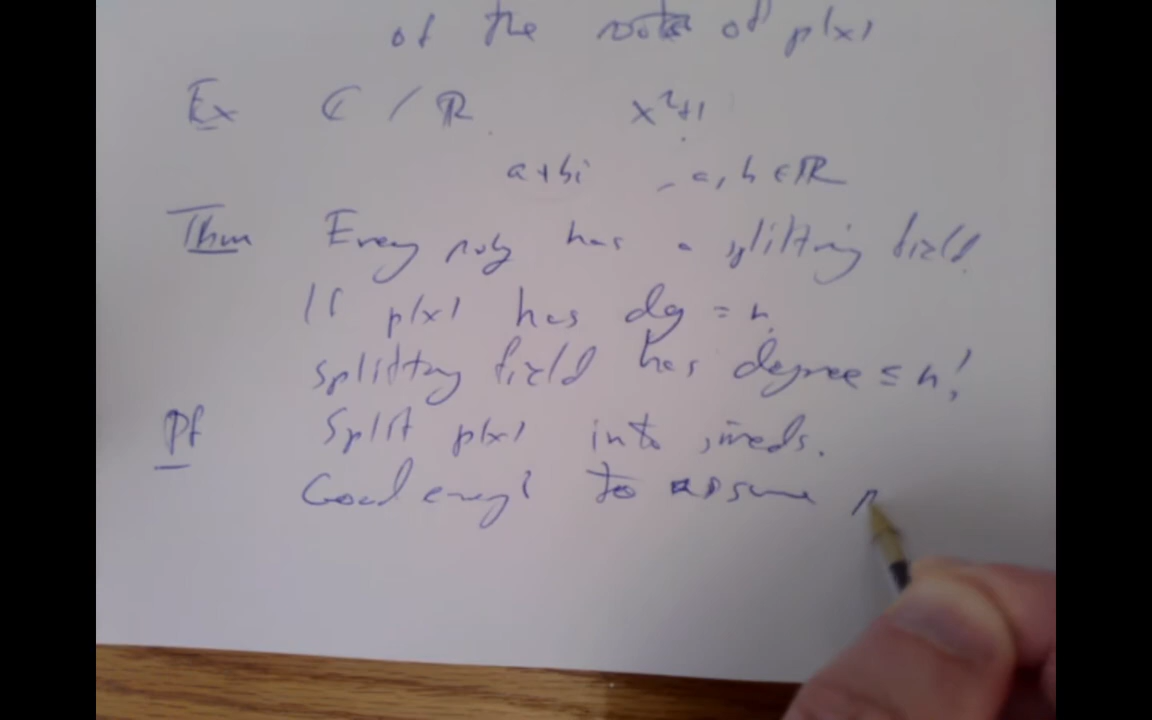 of the roots of p(x)
Ex ℂ / ℝ x²+1
a+bi , a, b ∈ ℝ
Thm Every poly has a splitting field.
If p(x) has deg = n,
splitting field has degree ≤ n!
Pf Split p(x) into irreds.
Good enough to assume p